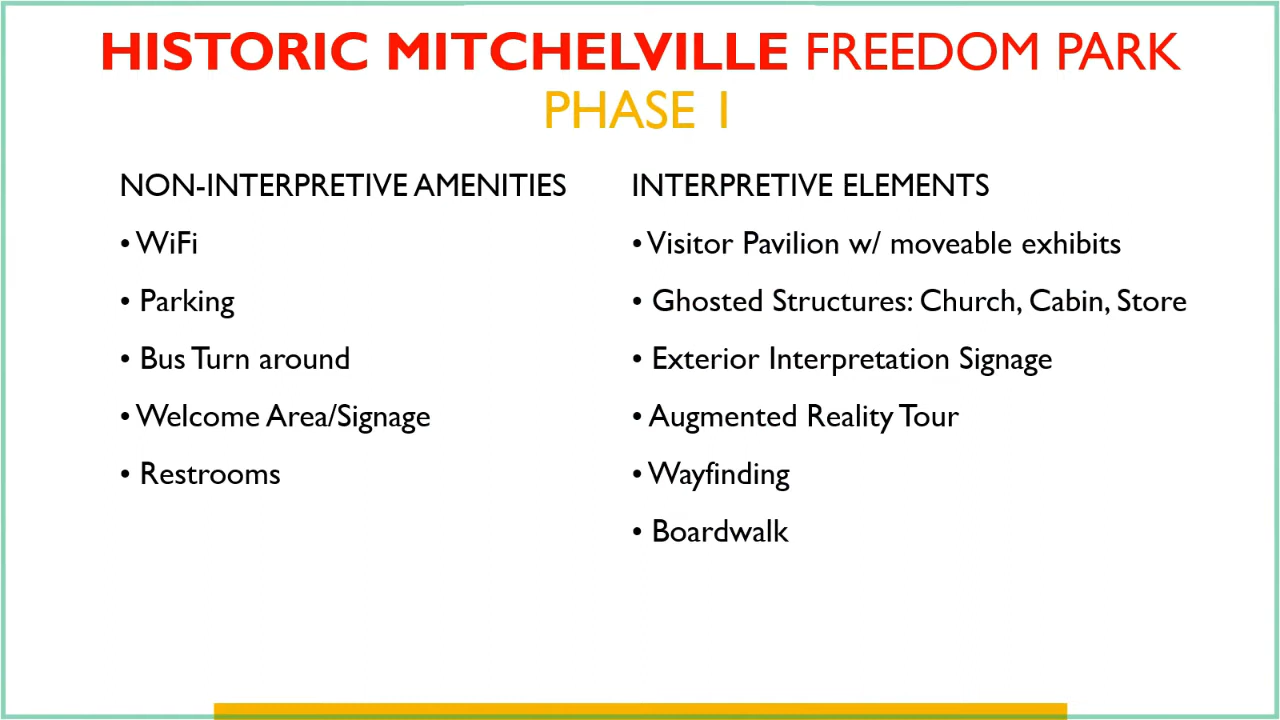 HISTORIC MITCHELVILLE FREEDOM PARK
PHASE 1
NON-INTERPRETIVE AMENITIES
• WiFi
• Parking
• Bus Turn around
• Welcome Area/Signage
• Restrooms
INTERPRETIVE ELEMENTS
• Visitor Pavilion w/ moveable exhibits
• Ghosted Structures: Church, Cabin, Store
• Exterior Interpretation Signage
• Augmented Reality Tour
• Wayfinding
• Boardwalk